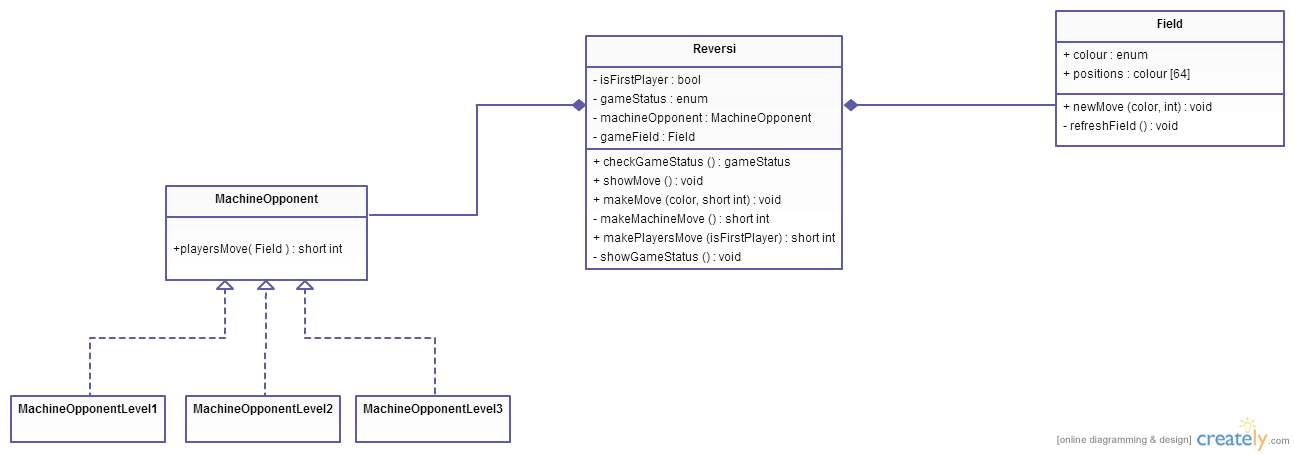 Field
+ colour : enum
+ positions : colour [64]
+ newMove (color, int) : void
- refreshField () : void
Reversi
- isFirstPlayer : bool
- gameStatus : enum
- machineOpponent : MachineOpponent
- gameField : Field
+ checkGameStatus () : gameStatus
+ showMove () : void
+ makeMove (color, short int) : void
- makeMachineMove () : short int
+ makePlayersMove (isFirstPlayer) : short int
- showGameStatus () : void
MachineOpponent
+playersMove( Field ) : short int
MachineOpponentLevel1
MachineOpponentLevel2
MachineOpponentLevel3
[online diagramming & design] creately.com